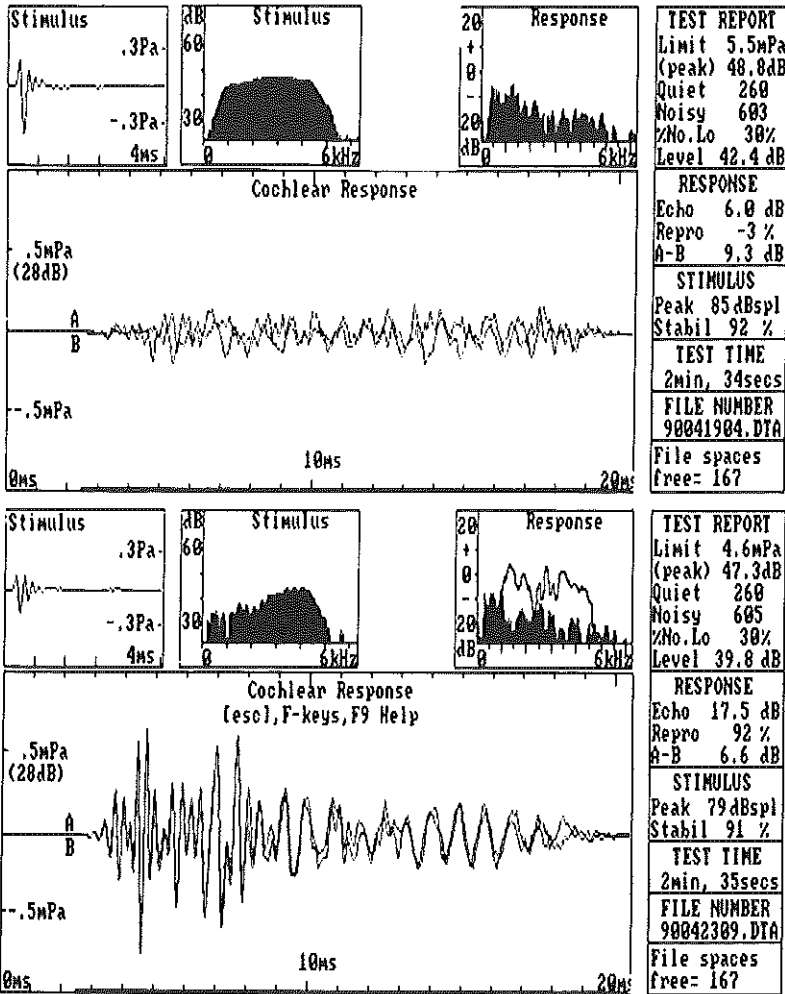 Stimulus
.3Pa-
-.3Pa-
4ms
dB
60
30
Stimulus
0
6kHz
20
+
0
-
20
dB
Response
0
6kHz
TEST REPORT
Limit 5.5mPa
(peak) 48.8dB
Quiet 260
Noisy 603
%No.Lo 30%
Level 42.4 dB
Cochlear Response
.5mPa
(28dB)
A
B
-.5mPa
0ms
10ms
20ms
RESPONSE
Echo 6.0 dB
Repro -3 %
A-B 9.3 dB
STIMULUS
Peak 85dBspl
Stabil 92 %
TEST TIME
2min, 34secs
FILE NUMBER
90041904.DTA
File spaces
free= 167
Stimulus
.3Pa-
-.3Pa-
4ms
dB
60
30
Stimulus
0
6kHz
20
+
0
-
20
dB
Response
0
6kHz
TEST REPORT
Limit 4.6mPa
(peak) 47.3dB
Quiet 260
Noisy 605
%No.Lo 30%
Level 39.8 dB
Cochlear Response
[esc],F-keys,F9 Help
.5mPa
(28dB)
A
B
-.5mPa
0ms
10ms
20ms
RESPONSE
Echo 17.5 dB
Repro 92 %
A-B 6.6 dB
STIMULUS
Peak 79dBspl
Stabil 91 %
TEST TIME
2min, 35secs
FILE NUMBER
90042309.DTA
File spaces
free= 167